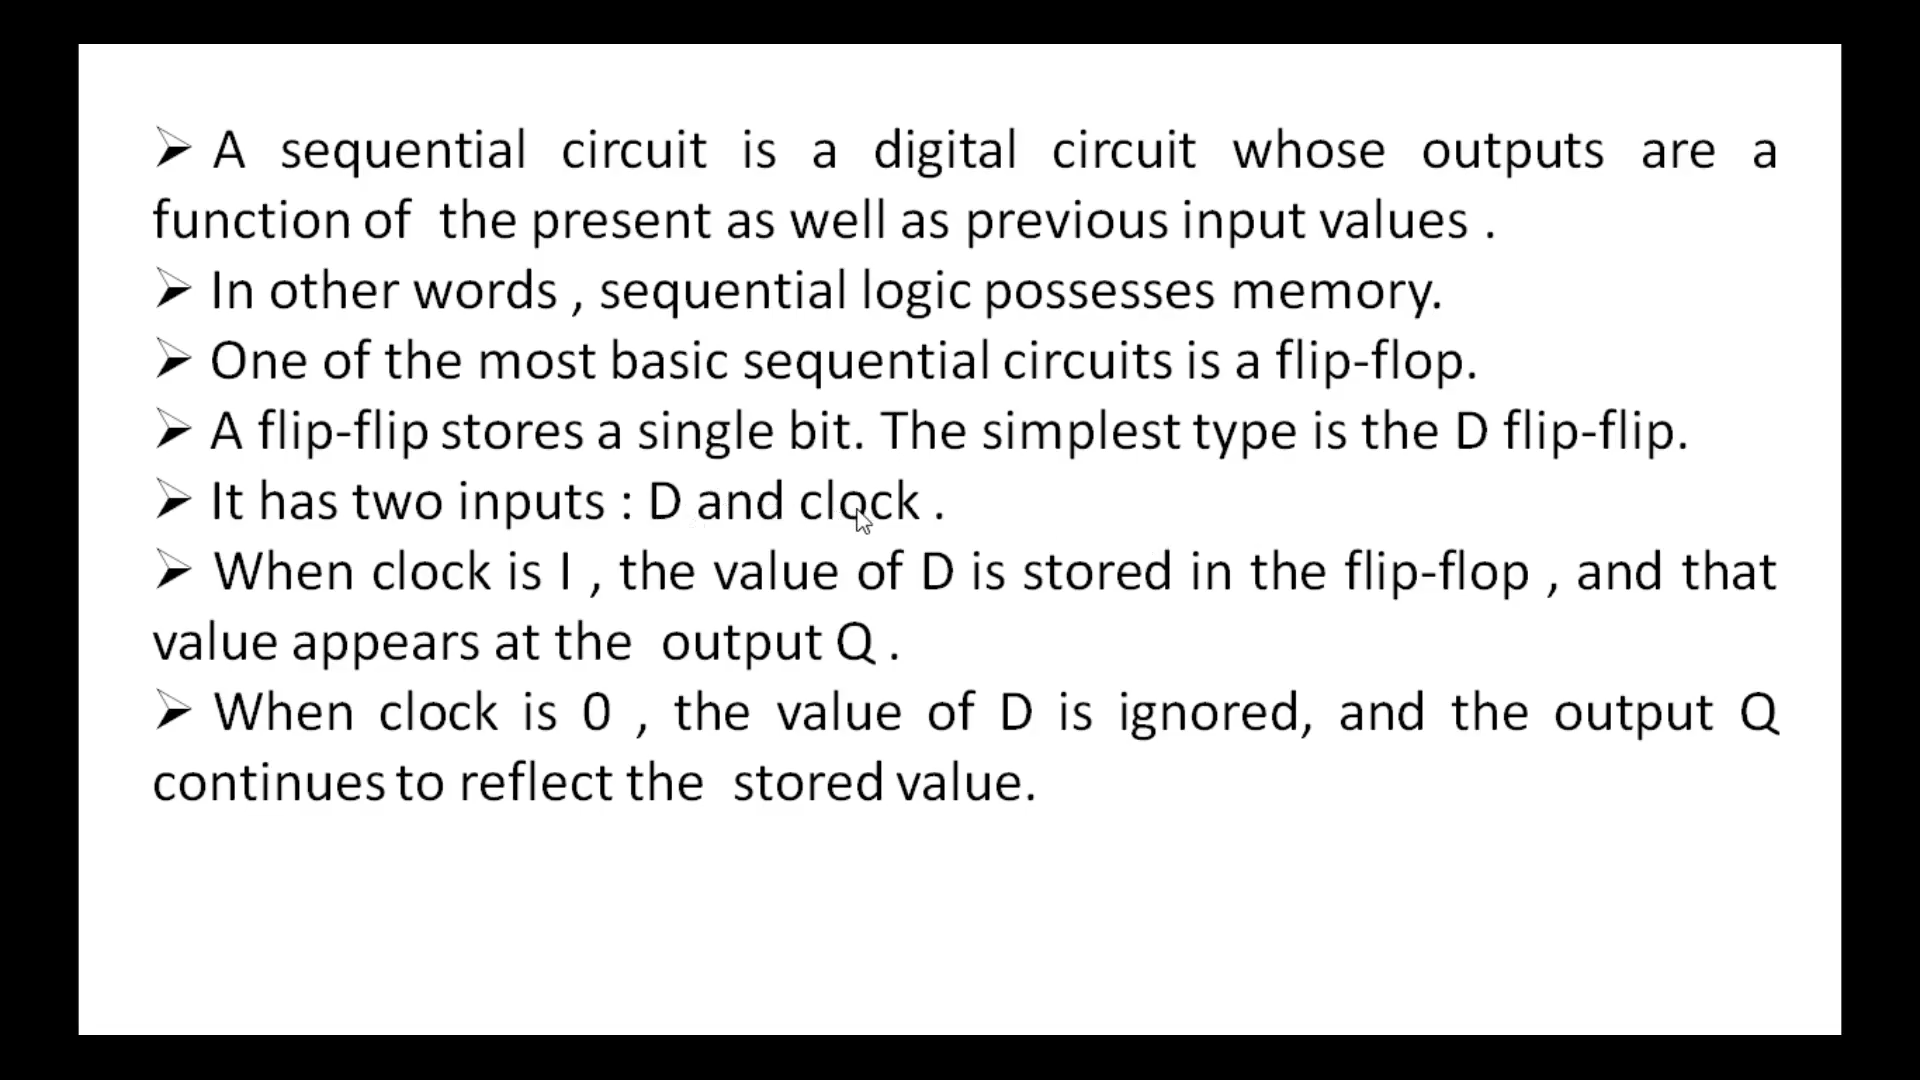 ➢ A sequential circuit is a digital circuit whose outputs are a
function of the present as well as previous input values .
➢ In other words , sequential logic possesses memory.
➢ One of the most basic sequential circuits is a flip-flop.
➢ A flip-flip stores a single bit. The simplest type is the D flip-flip.
➢ It has two inputs : D and clock .
➢ When clock is I , the value of D is stored in the flip-flop , and that
value appears at the output Q .
➢ When clock is 0 , the value of D is ignored, and the output Q
continues to reflect the stored value.